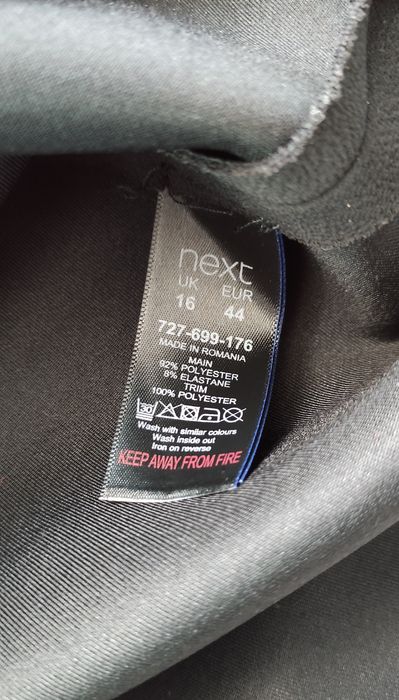 next
UK EUR
16 44
727-699-176
MADE IN ROMANIA
MAIN
92% POLYESTER
8% ELASTANE
TRIM
100% POLYESTER
30
Wash with similar colours
Wash inside out
Iron on reverse
KEEP AWAY FROM FIRE